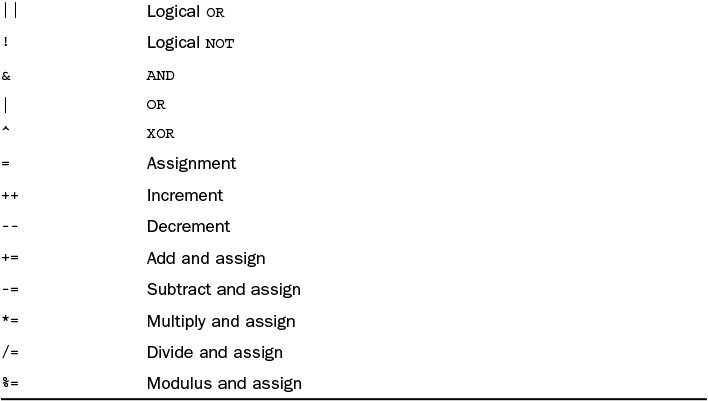 || Logical OR
! Logical NOT
& AND
| OR
^ XOR
= Assignment
++ Increment
-- Decrement
+= Add and assign
-= Subtract and assign
*= Multiply and assign
/= Divide and assign
%= Modulus and assign